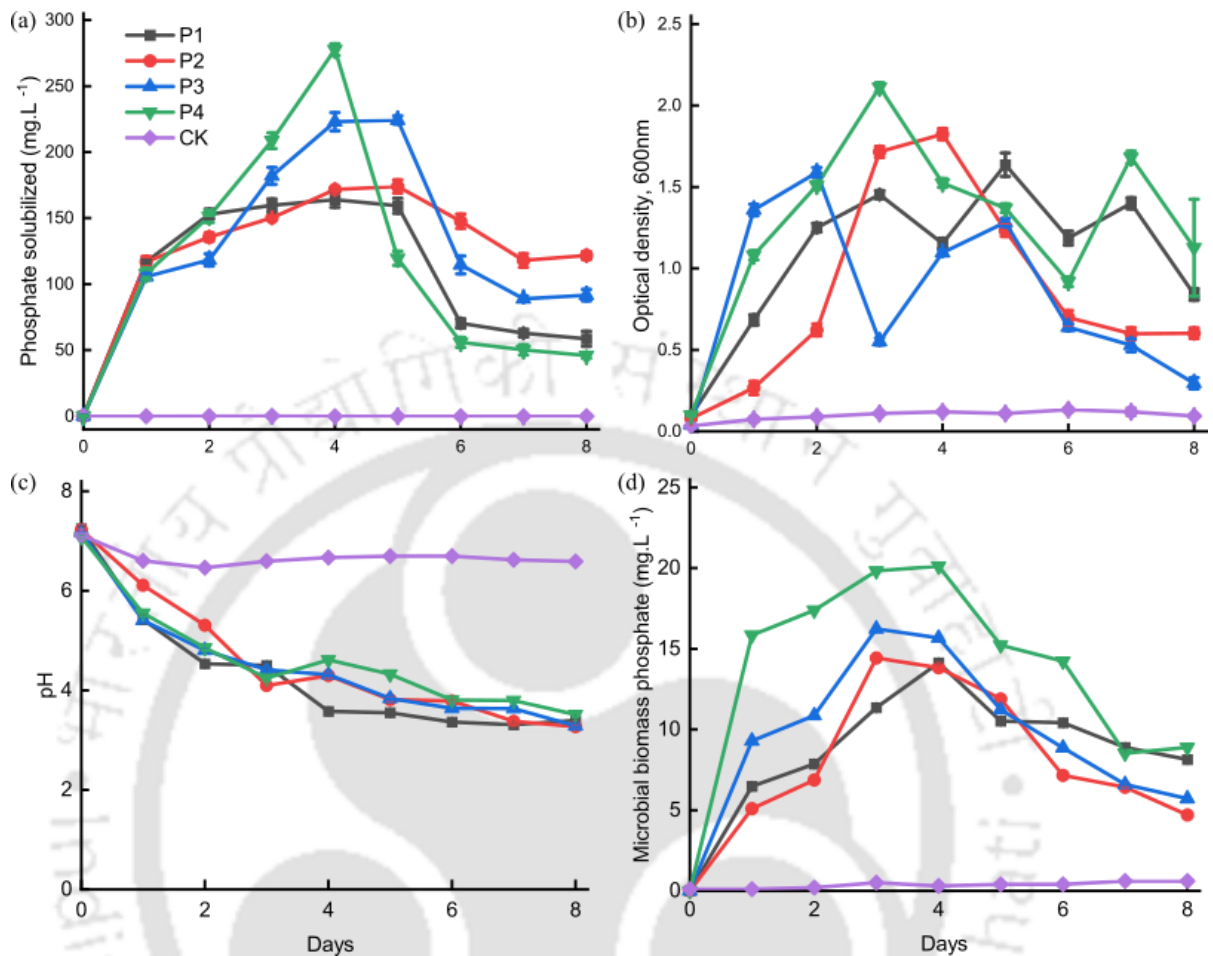 (a)
Phosphate solubilized (mg.L⁻¹)
300
250
200
150
100
50
0
0 2 4 6 8
P1
P2
P3
P4
CK
(b)
Optical density, 600nm
2.5
2.0
1.5
1.0
0.5
0.0
0 2 4 6 8
(c)
pH
8
6
4
2
0
0 2 4 6 8
Days
(d)
Microbial biomass phosphate (mg.L⁻¹)
25
20
15
10
5
0
0 2 4 6 8
Days